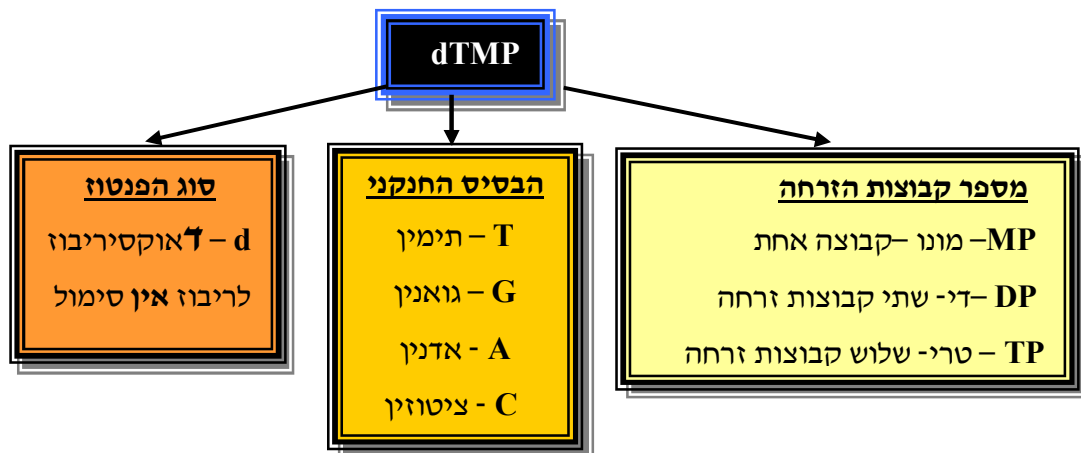 dTMP
מספר קבוצות הזרחה
MP– מונו –קבוצה אחת
DP –די- שתי קבוצות זרחה
TP – טרי- שלוש קבוצות זרחה
הבסיס החנקני
T – תימין
G – גואנין
A - אדנין
C - ציטוזין
סוג הפנטוז
d – דאוקסיריבוז
לריבוז אין סימול